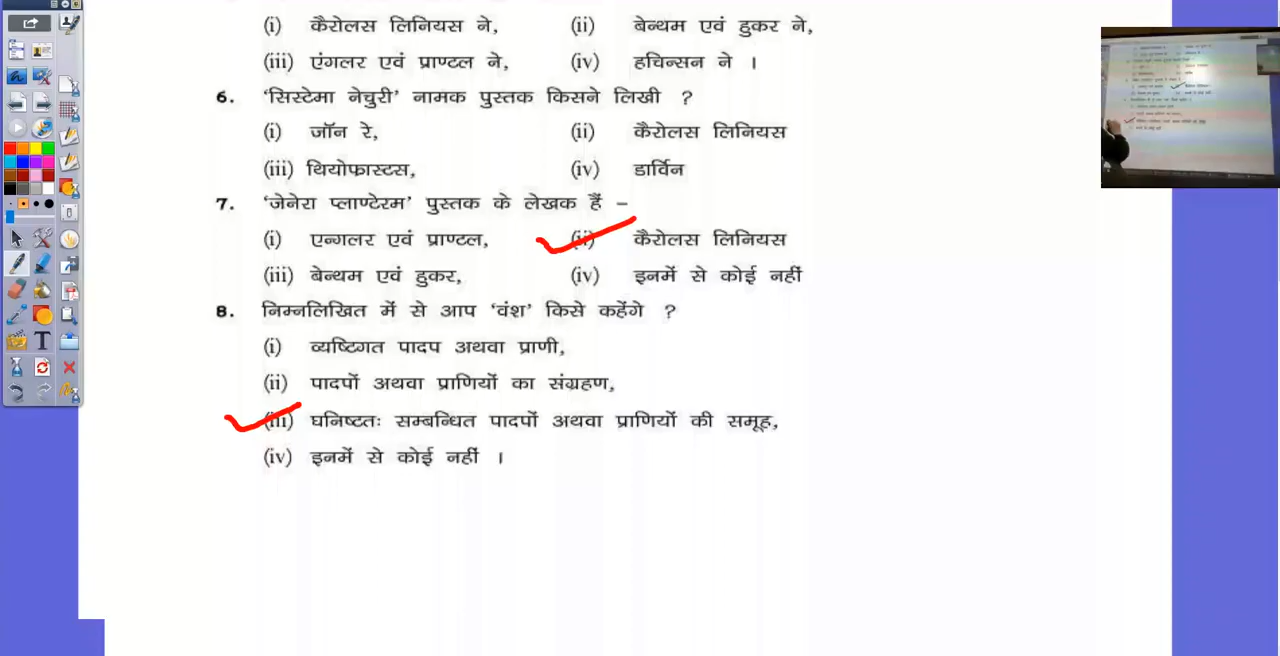 (i) कैरोलस लिनियस ने, (ii) बेन्थम एवं हुकर ने,
(iii) एंगलर एवं प्राण्टल ने, (iv) हचिन्सन ने ।
6. ‘सिस्टेमा नेचुरी’ नामक पुस्तक किसने लिखी ?
(i) जॉन रे, (ii) कैरोलस लिनियस
(iii) थियोफ्रास्टस, (iv) डार्विन
7. ‘जेनेरा प्लाण्टेरम’ पुस्तक के लेखक हैं –
(i) एन्गलर एवं प्राण्टल, (ii) कैरोलस लिनियस
(iii) बेन्थम एवं हुकर, (iv) इनमें से कोई नहीं
8. निम्नलिखित में से आप ‘वंश’ किसे कहेंगे ?
(i) व्यष्टिगत पादप अथवा प्राणी,
(ii) पादपों अथवा प्राणियों का संग्रहण,
(iii) घनिष्टतः सम्बन्धित पादपों अथवा प्राणियों की समूह,
(iv) इनमें से कोई नहीं ।